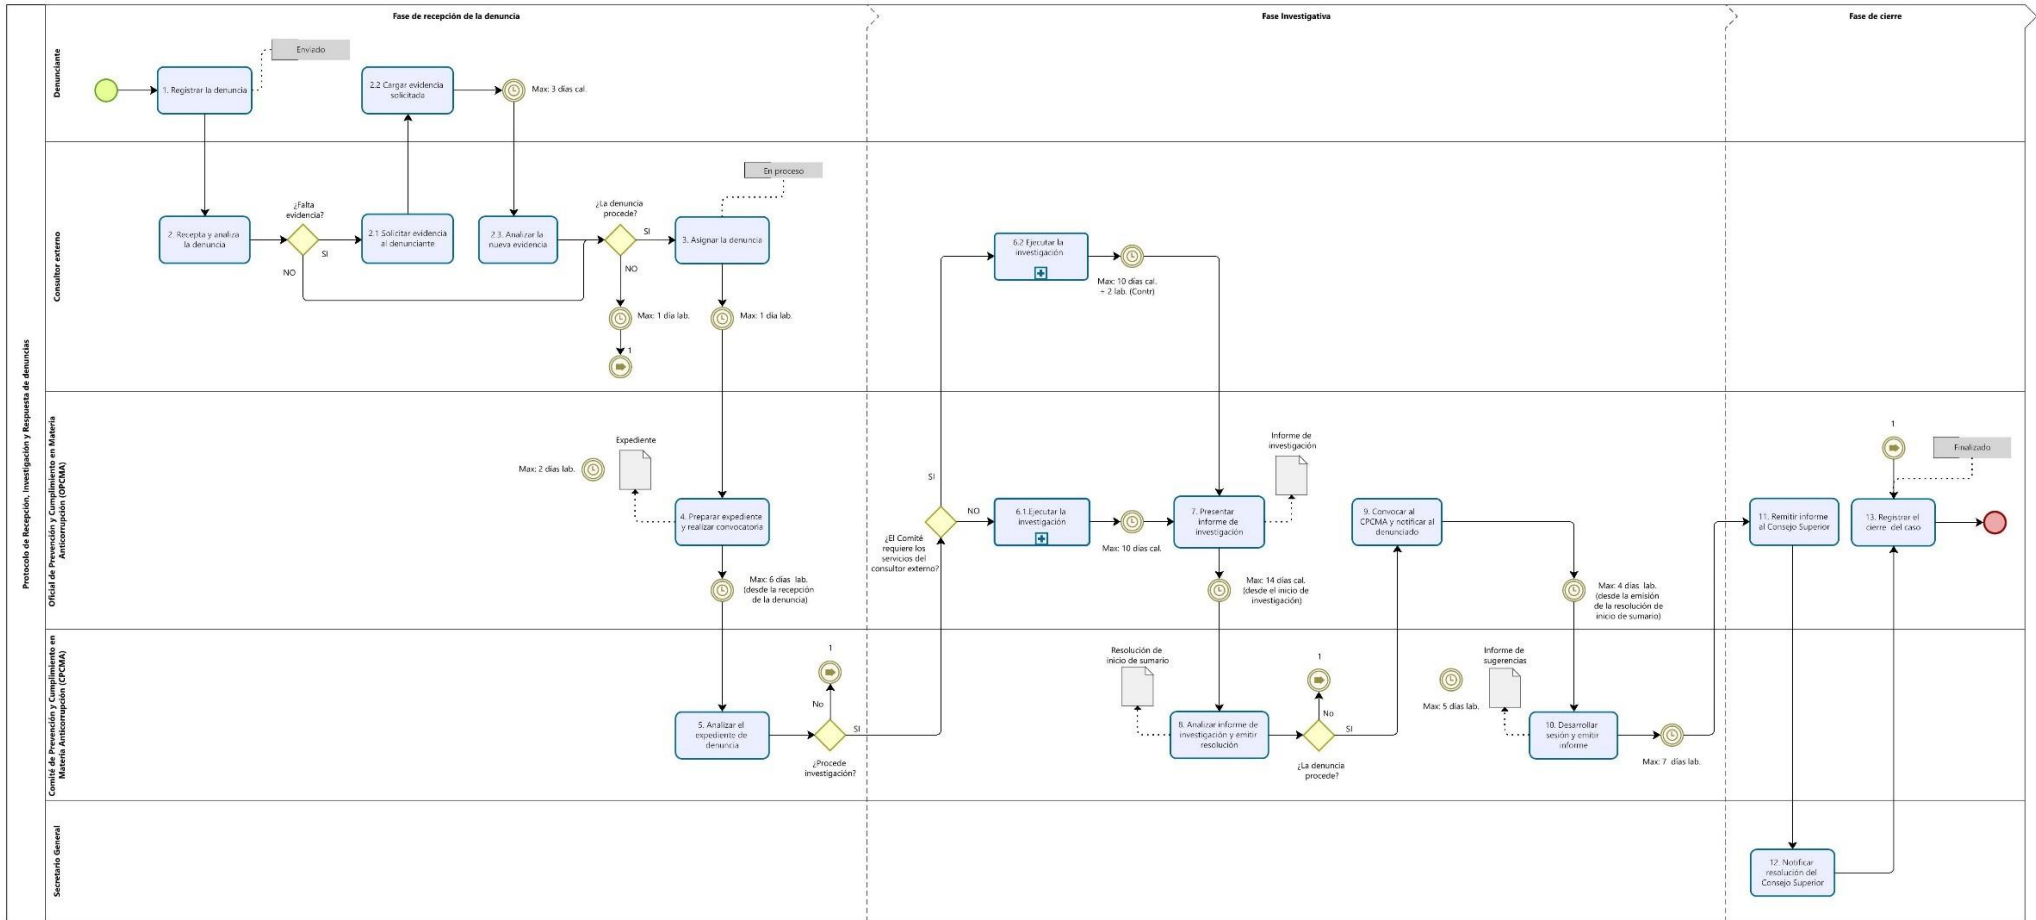 Protocolo de Recepción, Investigación y Respuesta de denuncias
Fase de recepción de la denuncia
Fase Investigativa
Fase de cierre
Denunciante
Enviado
1. Registrar la denuncia
2.2 Cargar evidencia
solicitada
Max: 3 días cal.
Consultor externo
En proceso
2. Recepta y analiza
la denuncia
¿Falta
evidencia?
SI
NO
2.1 Solicitar evidencia
al denunciante
2.3. Analizar la
nueva evidencia
¿La denuncia
procede?
SI
NO
3. Asignar la denuncia
Max: 1 día lab.
Max: 1 día lab.
1
6.2 Ejecutar la
investigación
Max: 10 días cal.
+ 2 lab. (Contr)
Oficial de Prevención y Cumplimiento en Materia
Anticorrupción (OPCMA)
Max: 2 días lab.
Expediente
4. Preparar expediente
y realizar convocatoria
Max: 6 días lab.
(desde la recepción
de la denuncia)
SI
NO
¿El Comité
requiere los
servicios del
consultor externo?
6.1.Ejecutar la
investigación
Max: 10 días cal.
7. Presentar
informe de
investigación
Informe de
investigación
Max: 14 días cal.
(desde el inicio de
investigación)
9. Convocar al
CPCMA y notificar al
denunciado
Max: 4 días lab.
(desde la emisión
de la resolución de
inicio de sumario)
11. Remitir informe
al Consejo Superior
1
Finalizado
13. Registrar el
cierre del caso
Comité de Prevención y Cumplimiento en
Materia Anticorrupción (CPCMA)
5. Analizar el
expediente de
denuncia
1
No
SI
¿Procede
investigación?
Resolución de
inicio de sumario
8. Analizar informe de
investigación y emitir
resolución
1
No
SI
¿La denuncia
procede?
Max: 5 días lab.
Informe de
sugerencias
10. Desarrollar
sesión y emitir
informe
Max: 7 días lab.
Secretario General
12. Notificar
resolución del
Consejo Superior